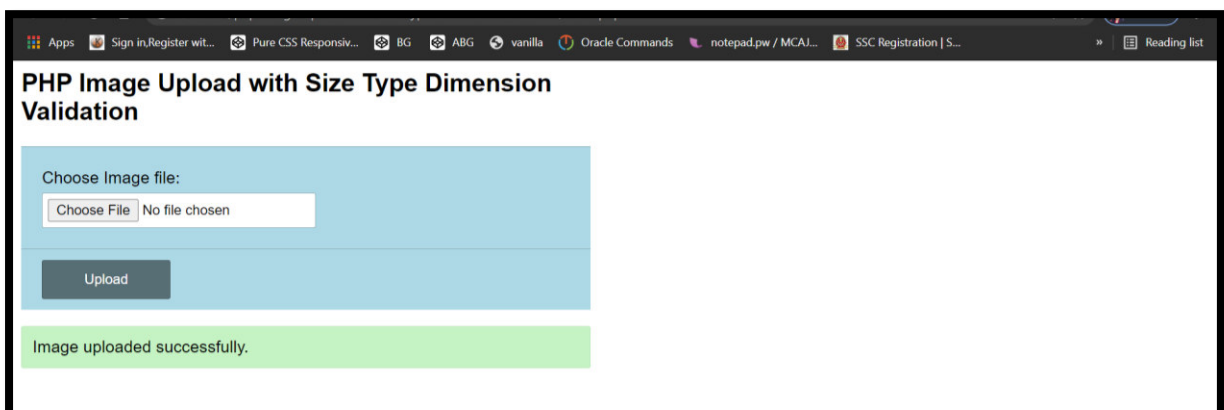 Apps Sign in,Register wit... Pure CSS Responsiv... BG ABG vanilla Oracle Commands notepad.pw / MCAJ... SSC Registration | S... » Reading list
PHP Image Upload with Size Type Dimension
Validation
Choose Image file:
Choose File No file chosen
Upload
Image uploaded successfully.